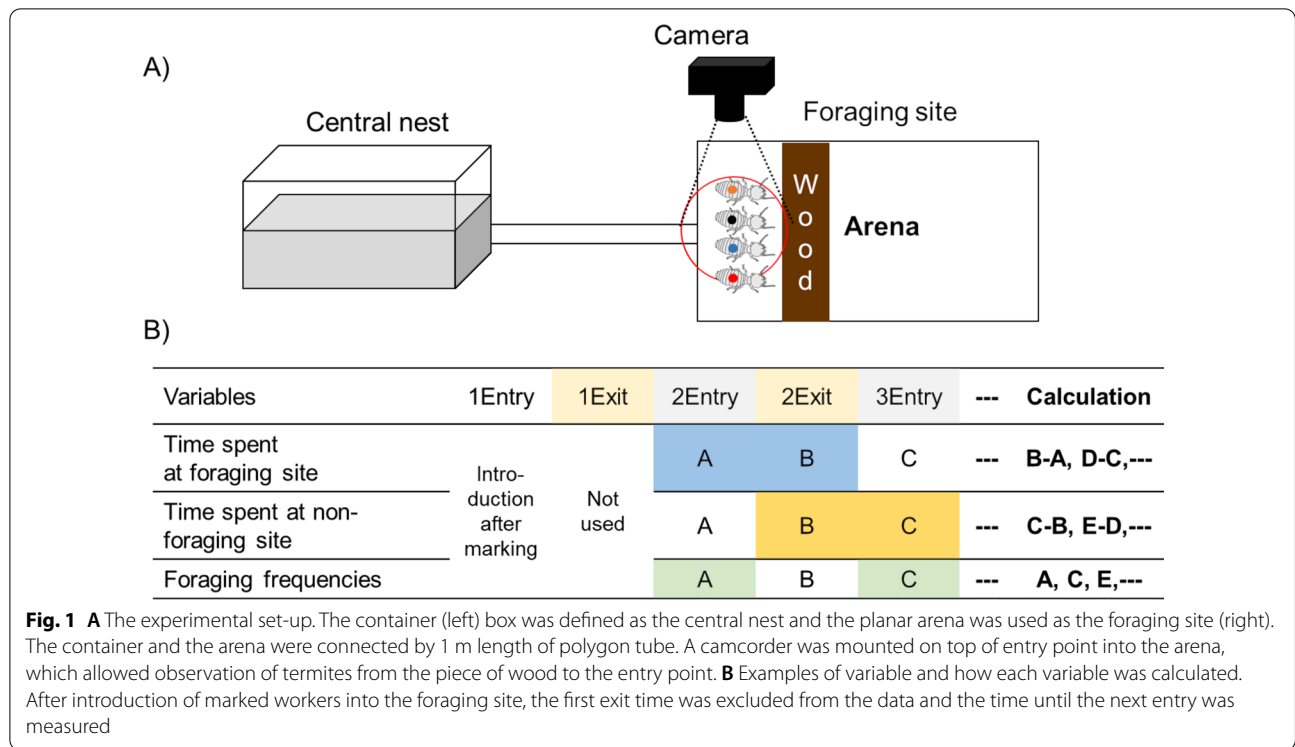 A)
Camera
Central nest
Foraging site
Wood
Arena
B)
Variables 1Entry 1Exit 2Entry 2Exit 3Entry --- Calculation
Time spent
at foraging site
A B C --- B-A, D-C,---
Intro-
duction
after
marking
Not
used
Time spent at non-
foraging site
A B C --- C-B, E-D,---
Foraging frequencies A B C --- A, C, E,---
Fig. 1 A The experimental set-up. The container (left) box was defined as the central nest and the planar arena was used as the foraging site (right).
The container and the arena were connected by 1 m length of polygon tube. A camcorder was mounted on top of entry point into the arena,
which allowed observation of termites from the piece of wood to the entry point. B Examples of variable and how each variable was calculated.
After introduction of marked workers into the foraging site, the first exit time was excluded from the data and the time until the next entry was
measured